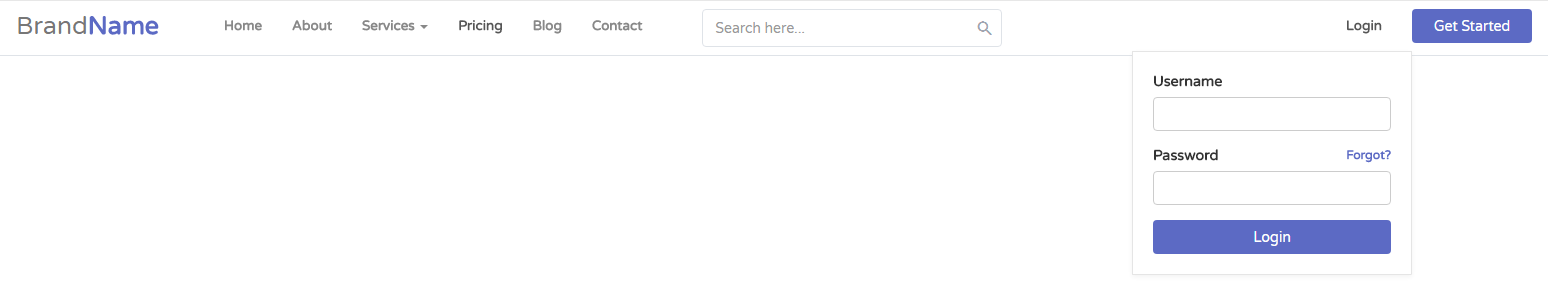 BrandName Home About Services Pricing Blog Contact Search here... Login Get Started
Username
Password Forgot?
Login